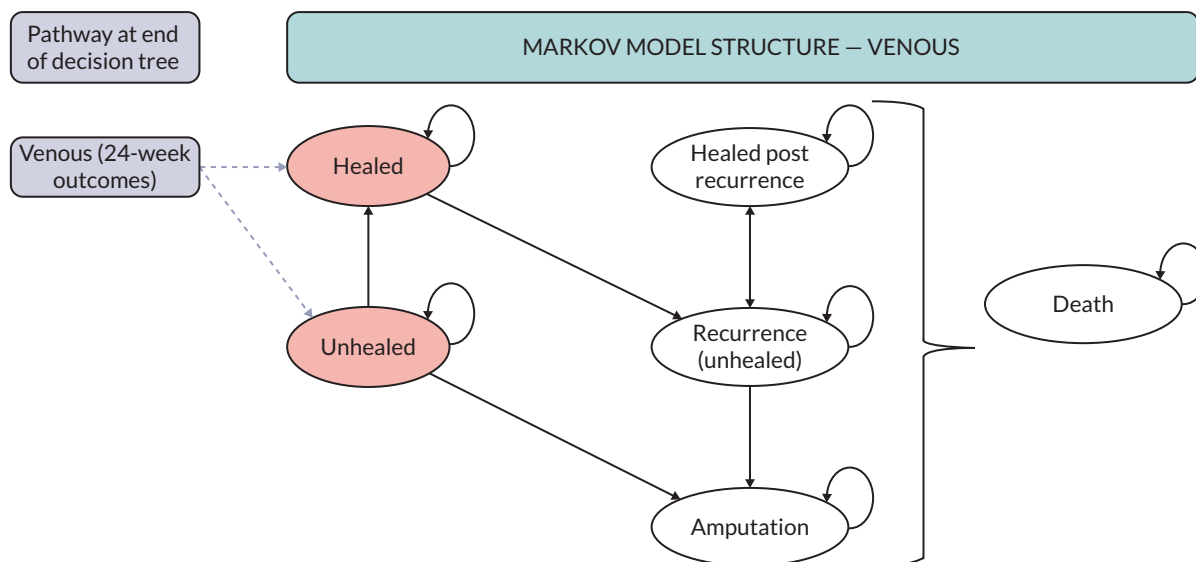 Pathway at end
of decision tree
MARKOV MODEL STRUCTURE — VENOUS
Venous (24-week
outcomes)
Healed
Healed post
recurrence
Death
Unhealed
Recurrence
(unhealed)
Amputation